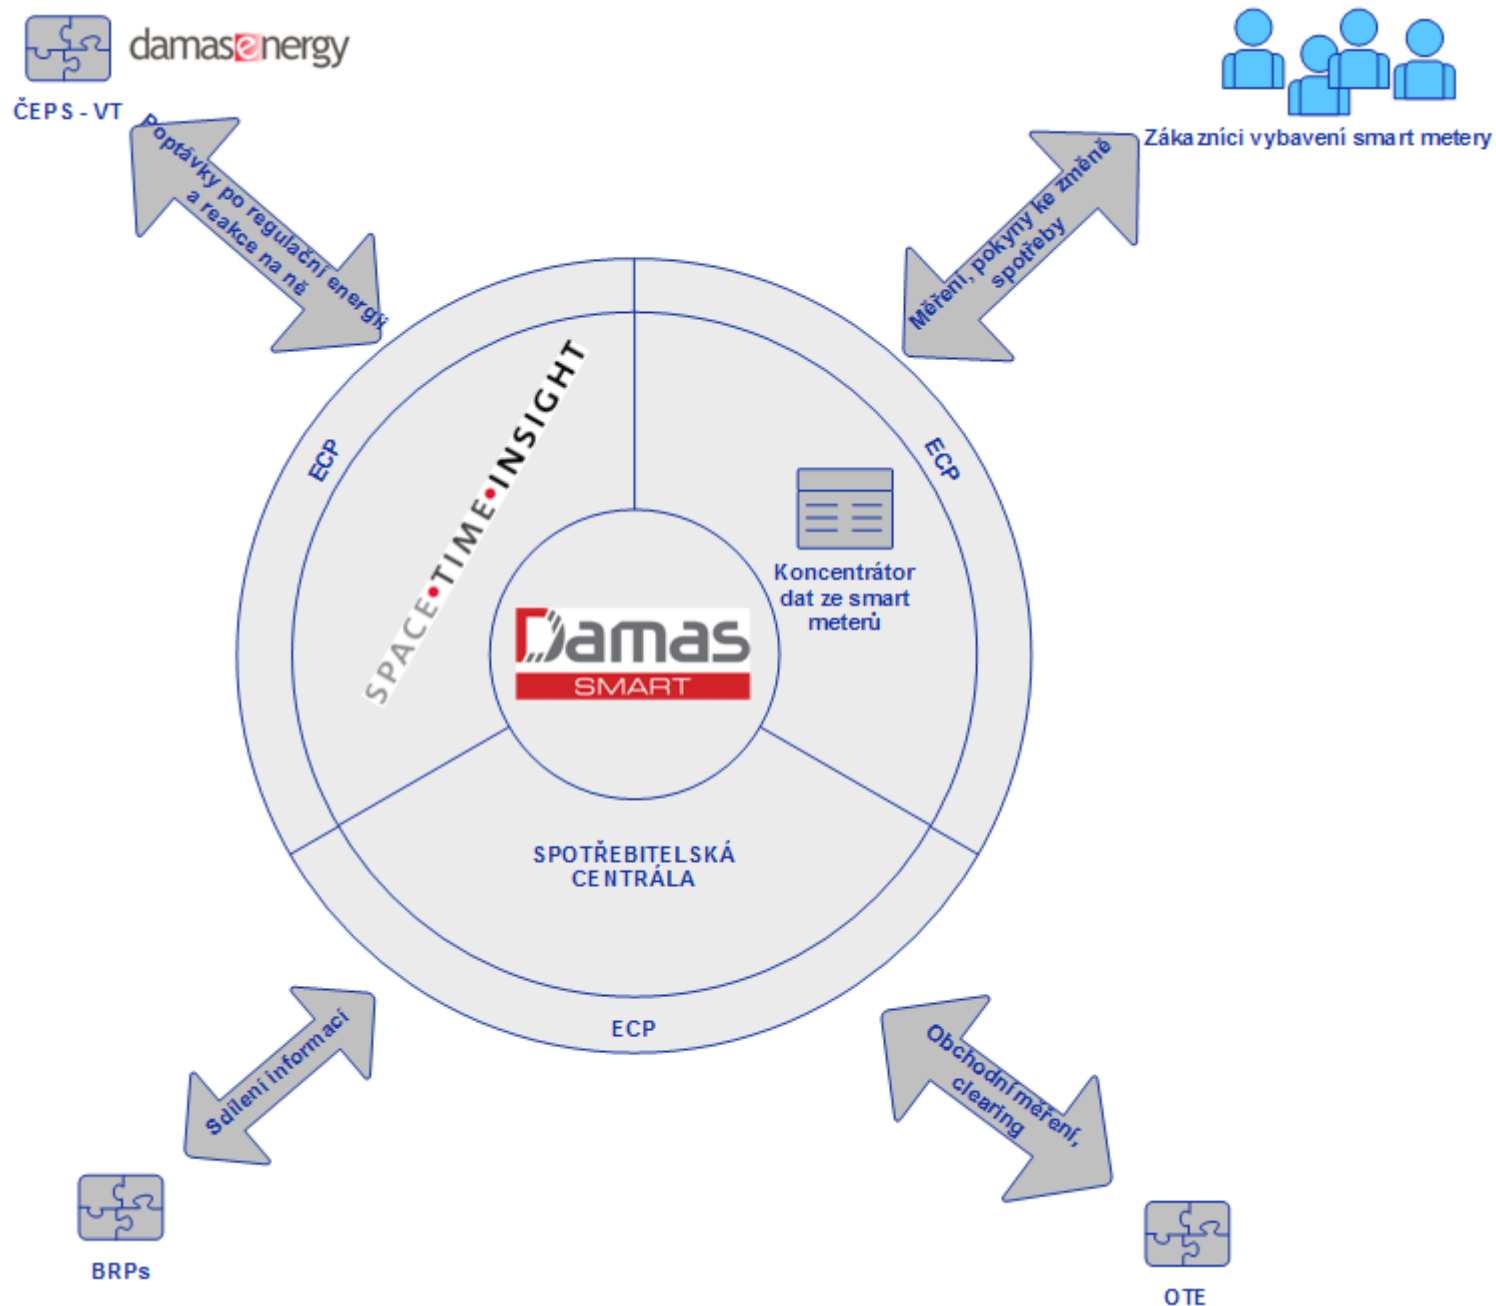 damasenergy
ČEPS - VT
Zákazníci vybavení smart metery
Poptávky po regulační energii
a reakce na ně
Měření, pokyny ke změně
spotřeby
SPACE•TIME•INSIGHT
ECP
ECP
Koncentrátor
dat ze smart
meterů
Damas
SMART
SPOTŘEBITELSKÁ
CENTRÁLA
ECP
Sdílení informací
Obchodní měření,
clearing
BRPs
OTE